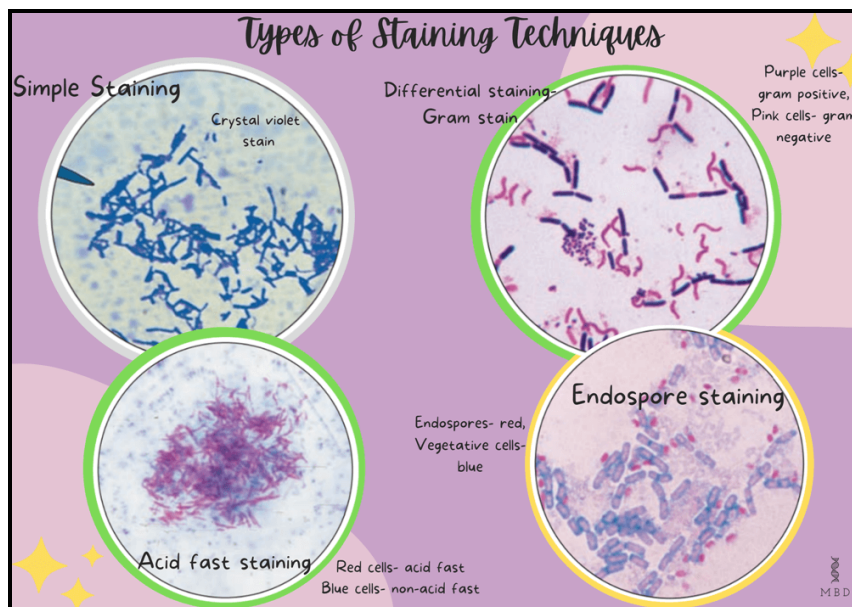 Types of Staining Techniques
Simple Staining
Crystal violet
stain
Differential staining-
Gram stain
Purple cells-
gram positive,
Pink cells- gram
negative
Endospore staining
Endospores- red,
Vegetative cells-
blue
Acid fast staining
Red cells- acid fast
Blue cells- non-acid fast
MBD